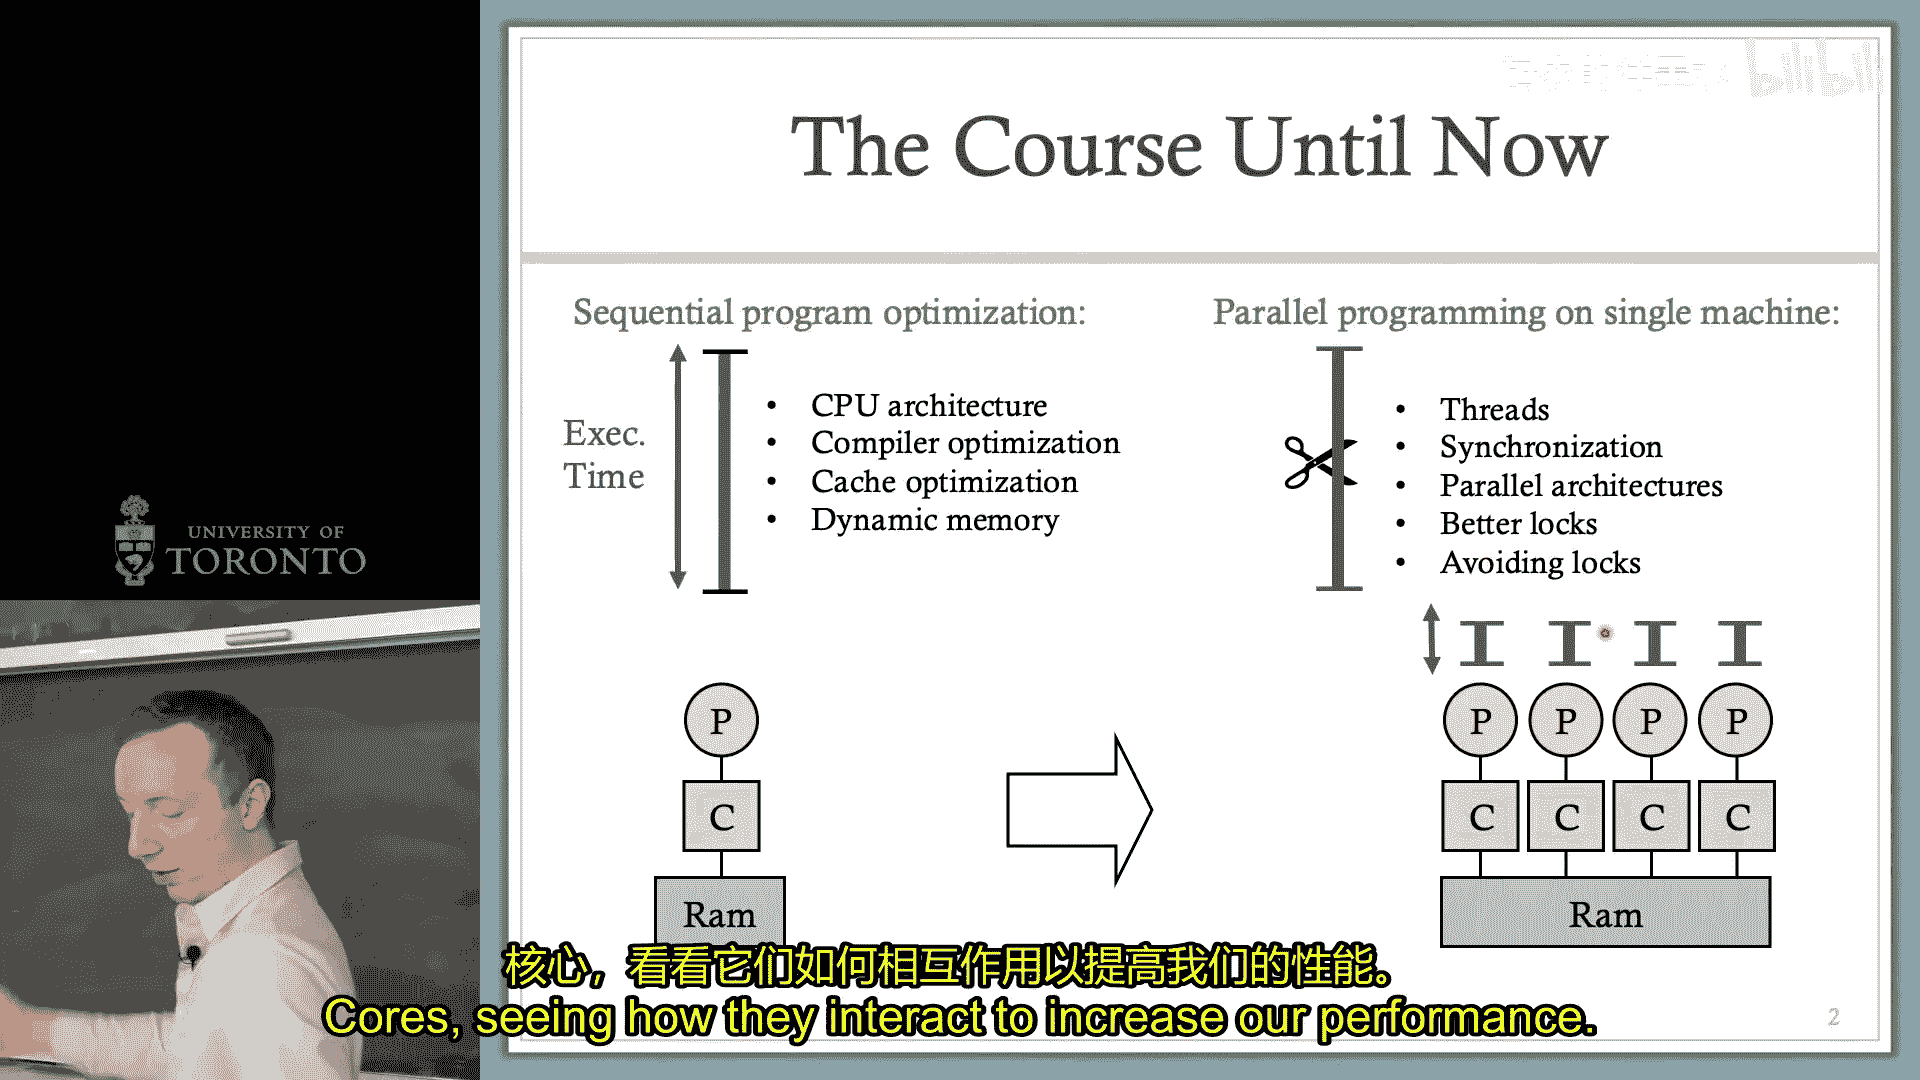 The Course Until Now
Sequential program optimization:
Exec.
Time
• CPU architecture
• Compiler optimization
• Cache optimization
• Dynamic memory
Parallel programming on single machine:
• Threads
• Synchronization
• Parallel architectures
• Better locks
• Avoiding locks
P
C
Ram
P P P P
C C C C
Ram
UNIVERSITY OF
TORONTO
核心，看看它们如何相互作用以提高我们的性能。
Cores, seeing how they interact to increase our performance.
2
bilibili